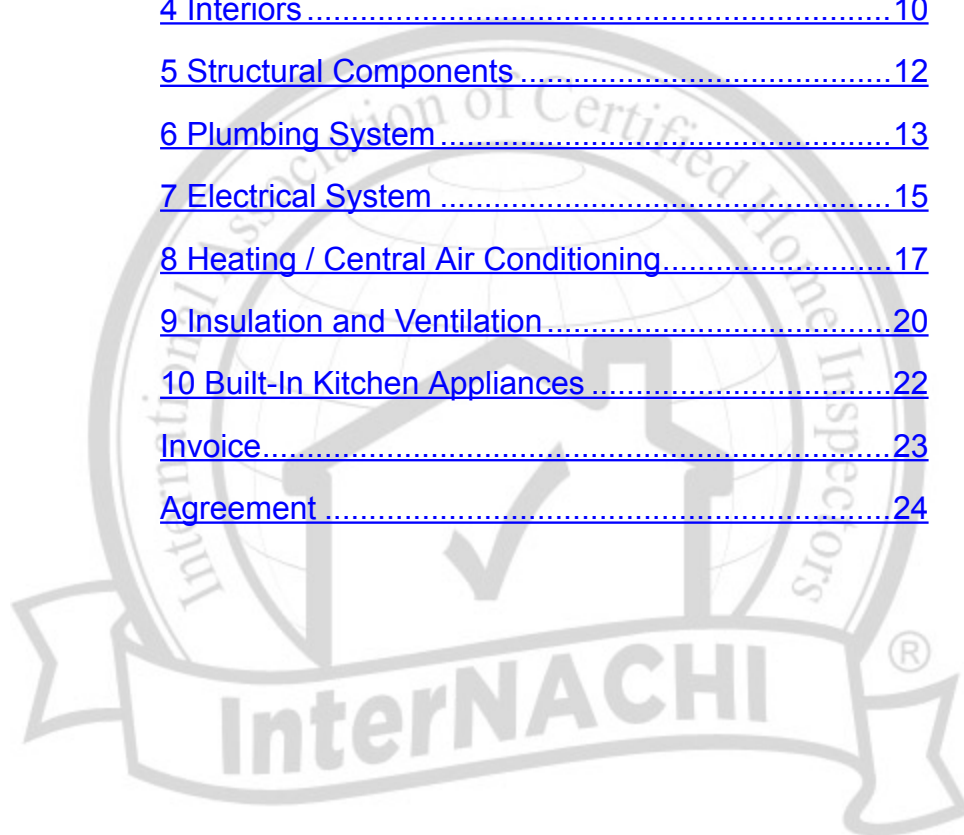 4 Interiors..................................................................10
5 Structural Components..........................................12
6 Plumbing System...................................................13
7 Electrical System...................................................15
8 Heating / Central Air Conditioning..........................17
9 Insulation and Ventilation.......................................20
10 Built-In Kitchen Appliances..................................22
Invoice.......................................................................23
Agreement................................................................24
International Association of Certified Home Inspectors
InterNACHI
®